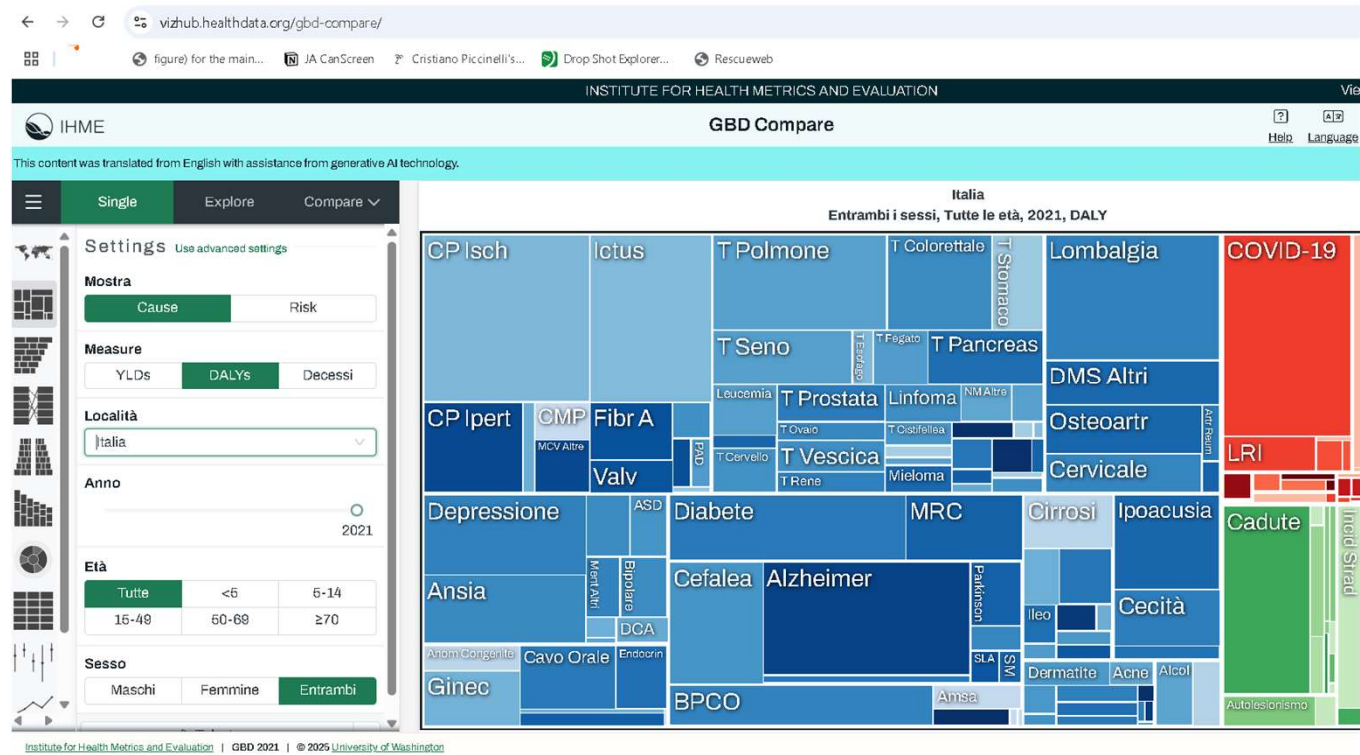 vizhub.healthdata.org/gbd-compare/
figure) for the main... JA CanScreen Cristiano Piccinelli's... Drop Shot Explorer... Rescueweb
INSTITUTE FOR HEALTH METRICS AND EVALUATION Vie
IHME GBD Compare Help Language
This content was translated from English with assistance from generative AI technology.
Single Explore Compare
Italia
Entrambi i sessi, Tutte le età, 2021, DALY
Settings Use advanced settings
Mostra
Cause Risk
Measure
YLDs DALYs Decessi
Località
Italia
Anno
2021
Età
Tutte <5 5-14
15-49 50-69 ≥70
Sesso
Maschi Femmine Entrambi
CP Isch Ictus T Polmone T Colorettale T Stomaco Lombalgia COVID-19
T Seno T Esofago T Fegato T Pancreas
DMS Altri
Leucemia T Prostata Linfoma NM Altre
CP Ipert CMP Fibr A T Ovaio T Cistifellea Osteoartr Artr Reum
MCV Altre PAD T Cervello T Vescica LRI
Valv T Rene Mieloma Cervicale
Depressione ASD Diabete MRC Cirrosi Ipoacusia Cadute Incid Strad
Ansia Ment Altri Bipolare Cefalea Alzheimer Parkinson
DCA Ileo Cecità
Anom Congenite Cavo Orale Endocrin SLA SM
Ginec Dermatite Acne Alcol
BPCO Amsa Autolesionismo
Institute for Health Metrics and Evaluation | GBD 2021 | © 2025 University of Washington